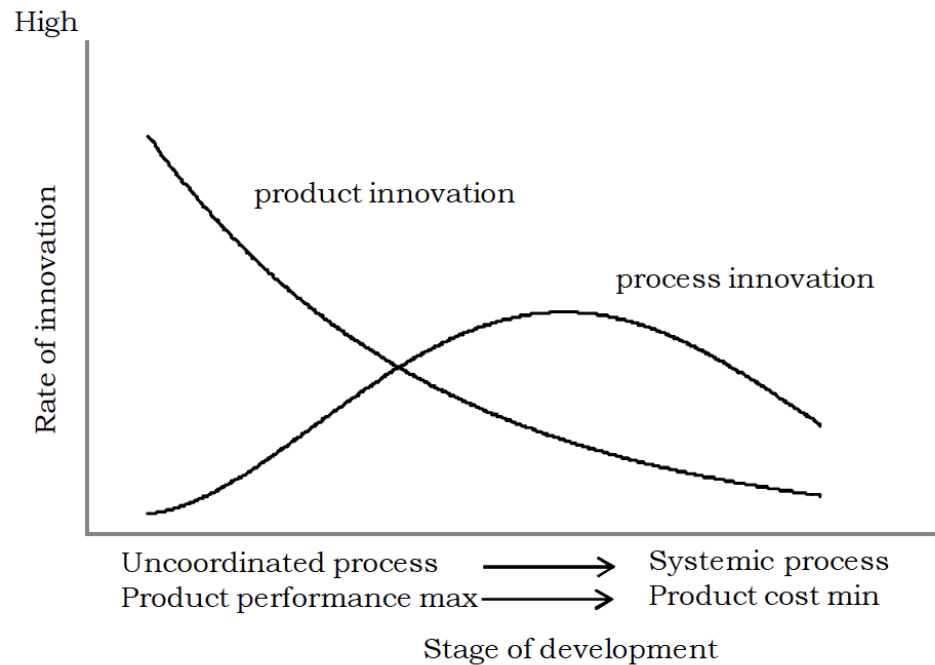 High
product innovation
process innovation
Rate of innovation
Uncoordinated process
Systemic process
Product performance max
Product cost min
Stage of development